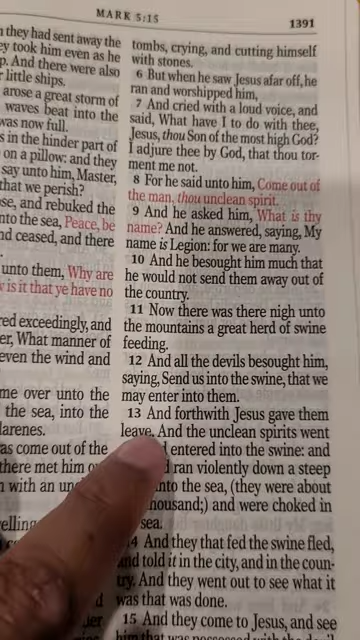 MARK 5:15
1391
they had sent away the
ey took him even as he
p. And there were also
little ships.
arose a great storm of
waves beat into the
was now full.
s in the hinder part of
on a pillow: and they
say unto him, Master,
that we perish?
se, and rebuked the
nto the sea, Peace, be
nd ceased, and there
unto them, Why are
is it that ye have no
red exceedingly, and
er, What manner of
even the wind and
me over unto the
the sea, into the
larenes.
as come out of the
there met him
with an
elling
tombs, crying, and cutting himself
with stones.
6 But when he saw Jesus afar off, he
ran and worshipped him,
7 And cried with a loud voice, and
said, What have I to do with thee,
Jesus, thou Son of the most high God?
I adjure thee by God, that thou tor-
ment me not.
8 For he said unto him, Come out of
the man, thou unclean spirit.
9 And he asked him, What is thy
name? And he answered, saying, My
name is Legion: for we are many.
10 And he besought him much that
he would not send them away out of
the country.
11 Now there was there nigh unto
the mountains a great herd of swine
feeding.
12 And all the devils besought him,
saying, Send us into the swine, that we
may enter into them.
13 And forthwith Jesus gave them
leave. And the unclean spirits went
entered into the swine: and
ran violently down a steep
into the sea, (they were about
housand;) and were choked in
sea.
4 And they that fed the swine fled,
and told it in the city, and in the coun-
try. And they went out to see what it
was that was done.
15 And they come to Jesus, and see
him that was possessed with the devil